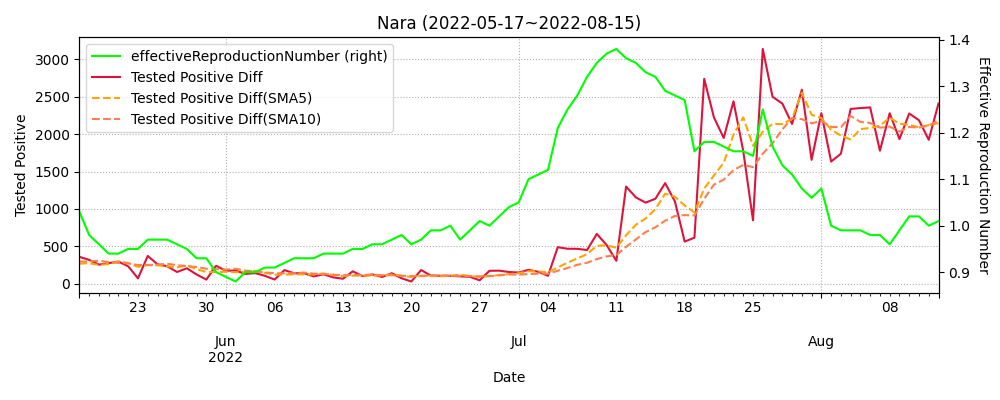 Nara (2022-05-17~2022-08-15)
effectiveReproductionNumber (right)
Tested Positive Diff
Tested Positive Diff(SMA5)
Tested Positive Diff(SMA10)
Tested Positive
3000
2500
2000
1500
1000
500
0
Effective Reproduction Number
1.4
1.3
1.2
1.1
1.0
0.9
23 30 06 13 20 27 04 11 18 25 08
Jun Jul Aug
2022
Date